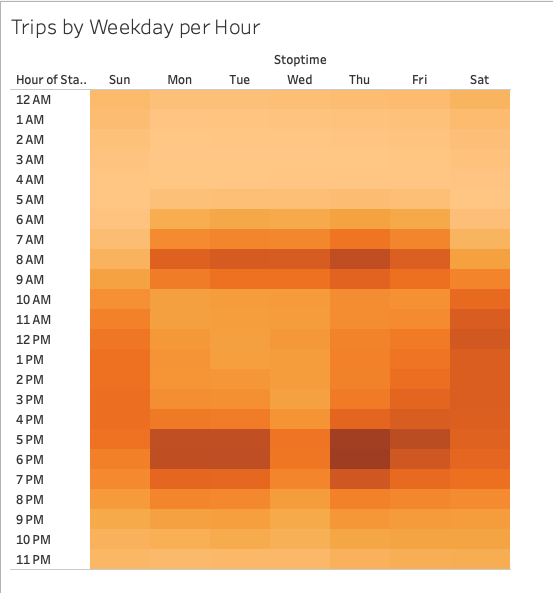 Trips by Weekday per Hour
Stoptime
Hour of Sta.. Sun Mon Tue Wed Thu Fri Sat
12 AM
1 AM
2 AM
3 AM
4 AM
5 AM
6 AM
7 AM
8 AM
9 AM
10 AM
11 AM
12 PM
1 PM
2 PM
3 PM
4 PM
5 PM
6 PM
7 PM
8 PM
9 PM
10 PM
11 PM